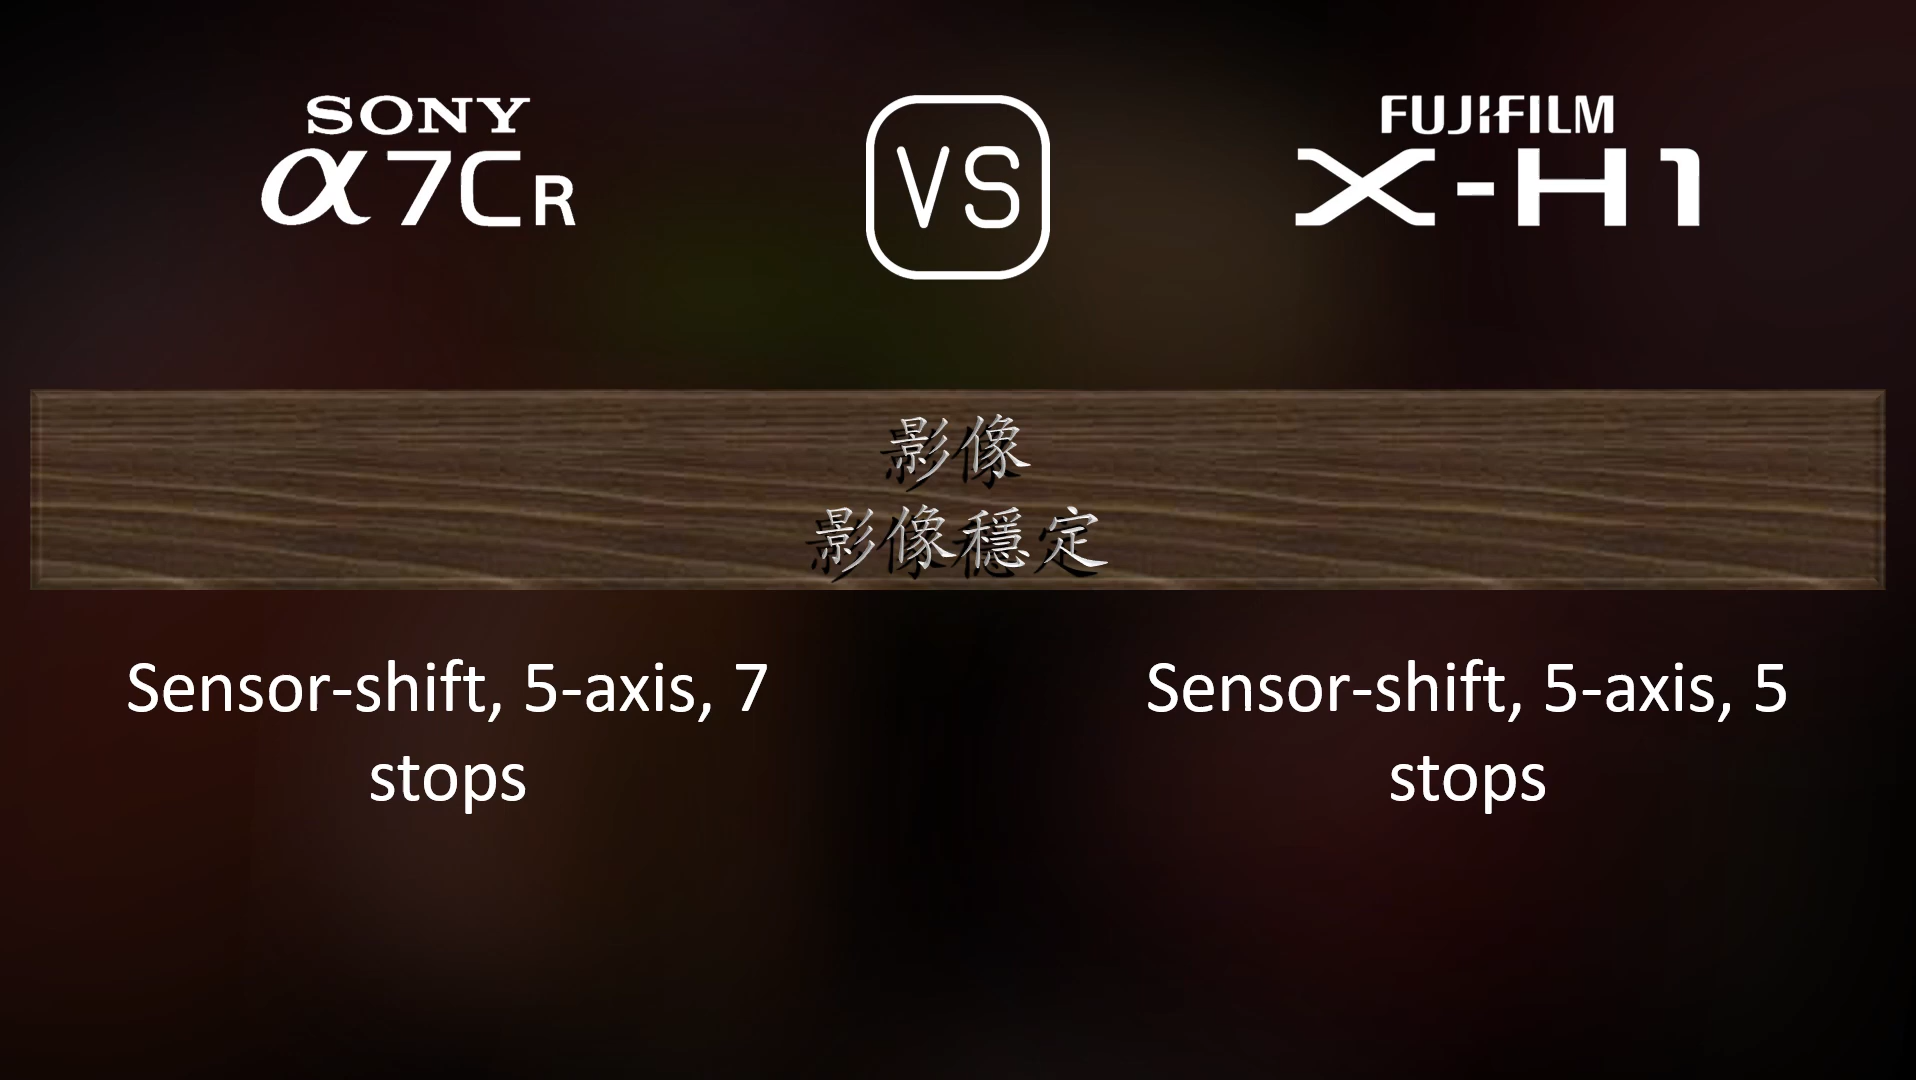 SONY
α7CR
VS
FUJIFILM
X-H1
影像
影像穩定
Sensor-shift, 5-axis, 7
stops
Sensor-shift, 5-axis, 5
stops